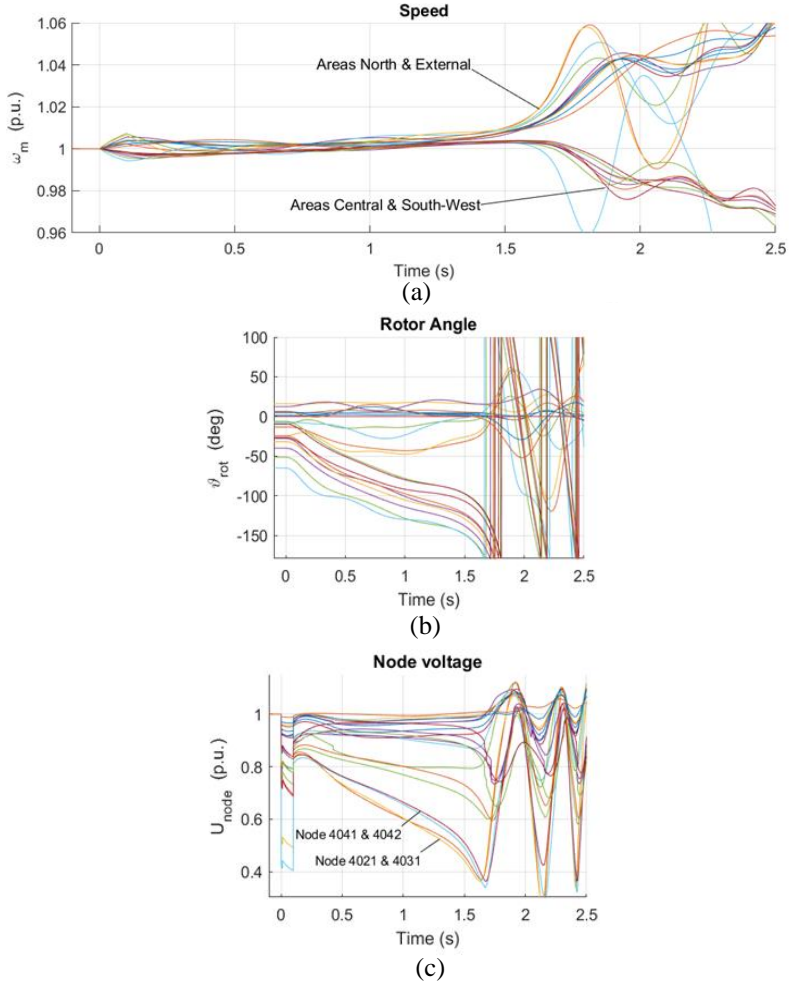 Speed
1.06
1.04
1.02
1
0.98
0.96
ω_m (p.u.)
Areas North & External
Areas Central & South-West
0 0.5 1 1.5 2 2.5
Time (s)
(a)
Rotor Angle
100
50
0
-50
-100
-150
ϑ_rot (deg)
0 0.5 1 1.5 2 2.5
Time (s)
(b)
Node voltage
1
0.8
0.6
0.4
U_node (p.u.)
Node 4041 & 4042
Node 4021 & 4031
0 0.5 1 1.5 2 2.5
Time (s)
(c)